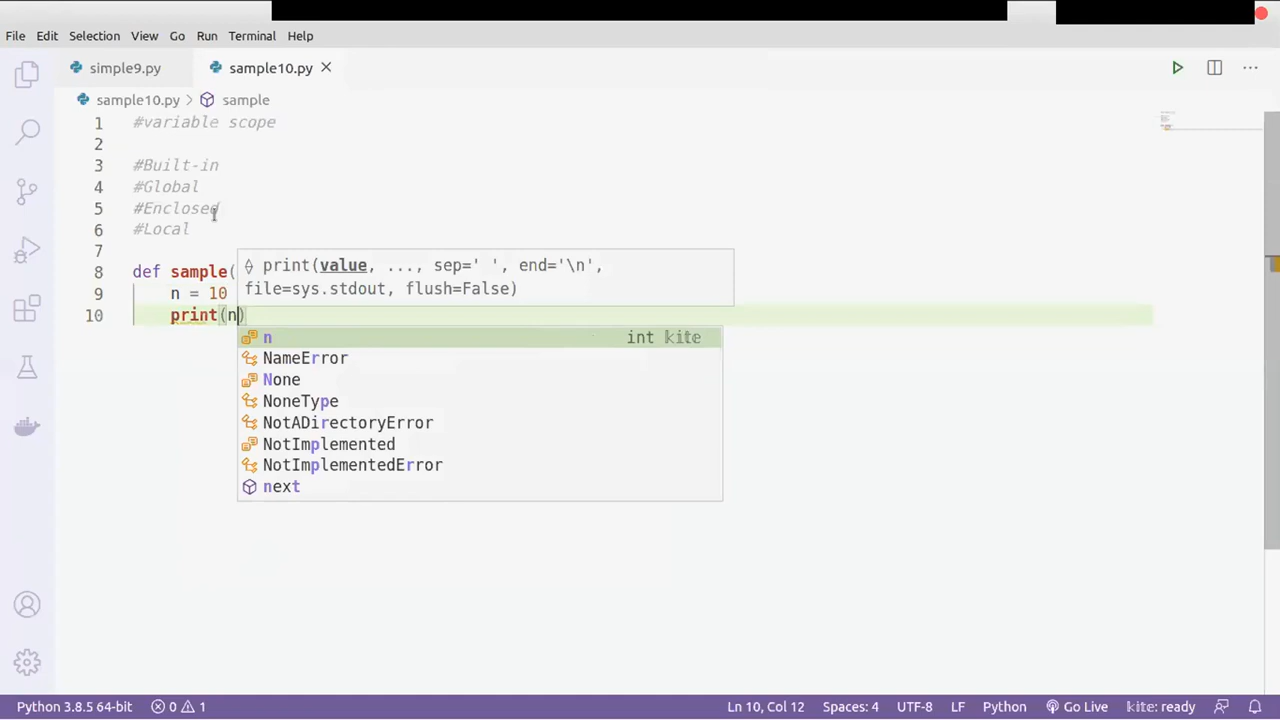 File Edit Selection View Go Run Terminal Help
simple9.py sample10.py
sample10.py > sample
1 #variable scope
2
3 #Built-in
4 #Global
5 #Enclosed
6 #Local
7
8 def sample(
9 n = 10
10 print(n)
print(value, ..., sep=' ', end='\n',
file=sys.stdout, flush=False)
n int kite
NameError
None
NoneType
NotADirectoryError
NotImplemented
NotImplementedError
next
Python 3.8.5 64-bit 0 1 Ln 10, Col 12 Spaces: 4 UTF-8 LF Python Go Live kite: ready